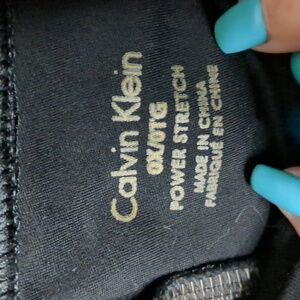 Calvin Klein
0X/0TG
POWER STRETCH
MADE IN CHINA
FABRIQUÉ EN CHINE